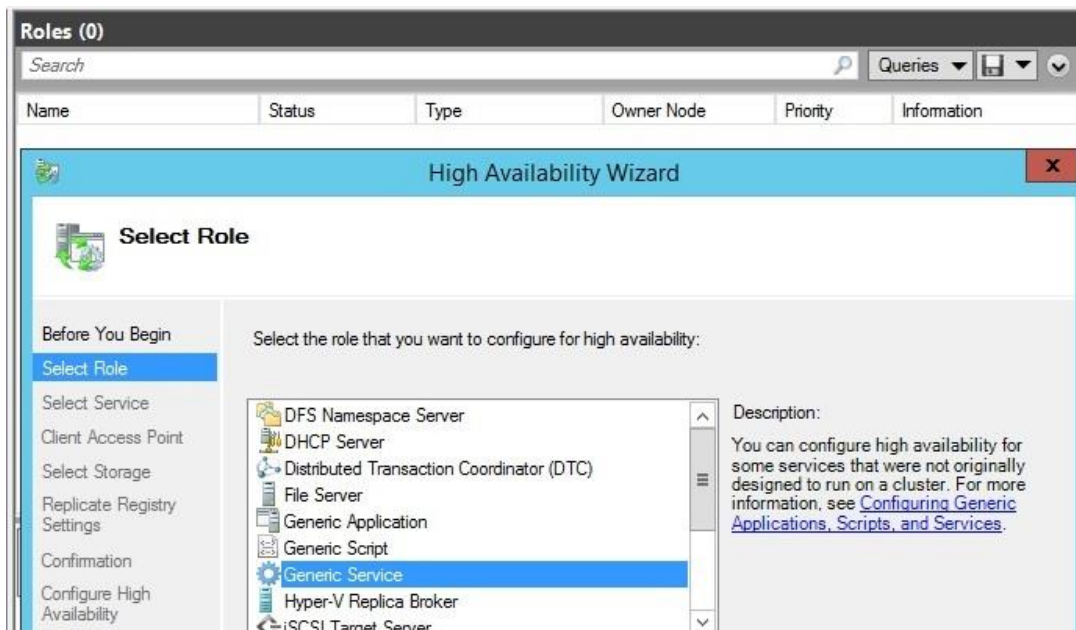 Roles (0)
Search
Queries
Name Status Type Owner Node Priority Information
High Availability Wizard
x
Select Role
Before You Begin
Select Role
Select Service
Client Access Point
Select Storage
Replicate Registry
Settings
Confirmation
Configure High
Availability
Select the role that you want to configure for high availability:
DFS Namespace Server
DHCP Server
Distributed Transaction Coordinator (DTC)
File Server
Generic Application
Generic Script
Generic Service
Hyper-V Replica Broker
iSCSI Target Server
Description:
You can configure high availability for
some services that were not originally
designed to run on a cluster. For more
information, see Configuring Generic
Applications, Scripts, and Services.